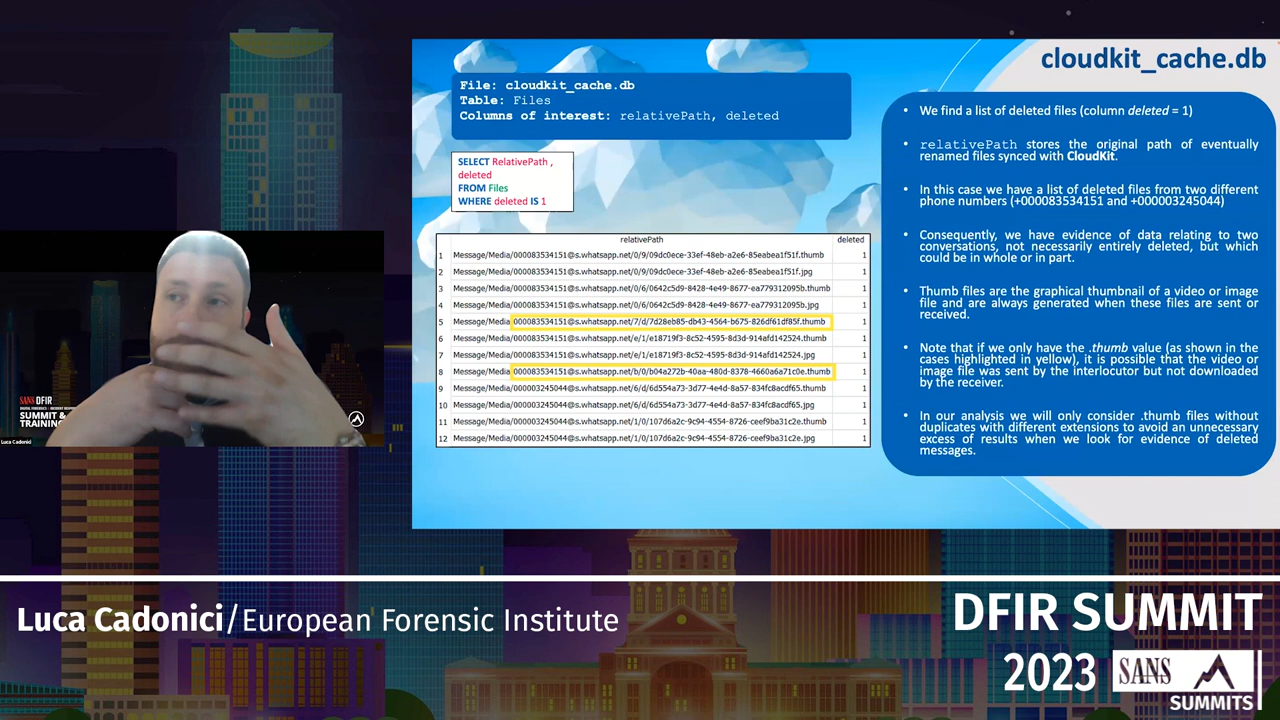 cloudkit_cache.db
File: cloudkit_cache.db
Table: Files
Columns of interest: relativePath, deleted
SELECT RelativePath ,
deleted
FROM Files
WHERE deleted IS 1
relativePath deleted
1 Message/Media/000083534151@s.whatsapp.net/0/9/09dc0ece-33ef-48eb-a2e6-85eabea1f51f.thumb 1
2 Message/Media/000083534151@s.whatsapp.net/0/9/09dc0ece-33ef-48eb-a2e6-85eabea1f51f.jpg 1
3 Message/Media/000083534151@s.whatsapp.net/0/6/0642c5d9-8428-4e49-8677-ea779312095b.thumb 1
4 Message/Media/000083534151@s.whatsapp.net/0/6/0642c5d9-8428-4e49-8677-ea779312095b.jpg 1
5 Message/Media/000083534151@s.whatsapp.net/7/d/7d28eb85-db43-4564-b675-826df61df85f.thumb 1
6 Message/Media/000083534151@s.whatsapp.net/e/1/e18719f3-8c52-4595-8d3d-914afd142524.thumb 1
7 Message/Media/000083534151@s.whatsapp.net/e/1/e18719f3-8c52-4595-8d3d-914afd142524.jpg 1
8 Message/Media/000083534151@s.whatsapp.net/b/0/b04a272b-40aa-480d-8378-4660a6a71c0e.thumb 1
9 Message/Media/000003245044@s.whatsapp.net/6/d/6d554a73-3d77-4e4d-8a57-834fc8acdf65.thumb 1
10 Message/Media/000003245044@s.whatsapp.net/6/d/6d554a73-3d77-4e4d-8a57-834fc8acdf65.jpg 1
11 Message/Media/000003245044@s.whatsapp.net/1/0/107d6a2c-9c94-4554-8726-ceef9ba31c2e.thumb 1
12 Message/Media/000003245044@s.whatsapp.net/1/0/107d6a2c-9c94-4554-8726-ceef9ba31c2e.jpg 1
• We find a list of deleted files (column deleted = 1)
• relativePath stores the original path of eventually
renamed files synced with CloudKit.
• In this case we have a list of deleted files from two different
phone numbers (+000083534151 and +000003245044)
• Consequently, we have evidence of data relating to two
conversations, not necessarily entirely deleted, but which
could be in whole or in part.
• Thumb files are the graphical thumbnail of a video or image
file and are always generated when these files are sent or
received.
• Note that if we only have the .thumb value (as shown in the
cases highlighted in yellow), it is possible that the video or
image file was sent by the interlocutor but not downloaded
by the receiver.
• In our analysis we will only consider .thumb files without
duplicates with different extensions to avoid an unnecessary
excess of results when we look for evidence of deleted
messages.
SANS DFIR
SUMMIT &
TRAINING
Luca Cadonici
Luca Cadonici/European Forensic Institute
DFIR SUMMIT
2023 SANS
SUMMITS